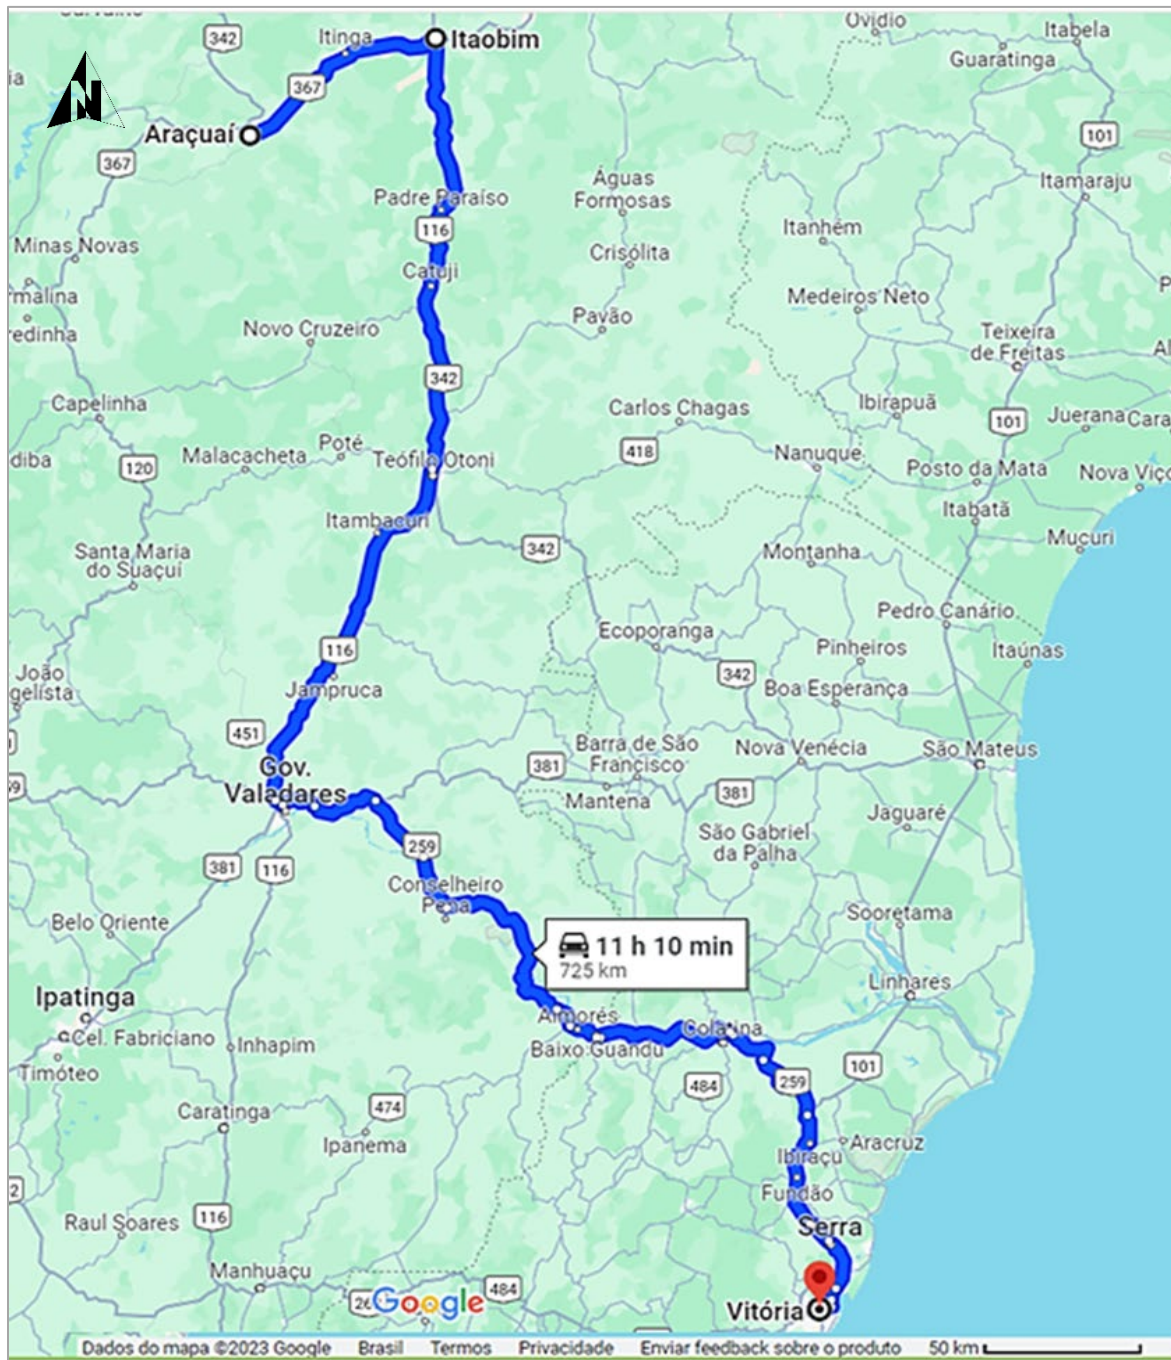 Ovídio
342
Itinga
Itaobim
Itabela
Guaratinga
367
N
Araçuaí
101
367
Águas
Formosas
Itamaraju
Padre Paraíso
116
Itanhém
Minas Novas
Crisólita
Catuji
Medeiros Neto
Novo Cruzeiro
Pavão
Teixeira
de Freitas
342
Capelinha
Carlos Chagas
Ibirapuã
101
Juerana
Poté
Malacacheta
Teófilo Otoni
418
Nanuque
120
Posto da Mata
Itambacuri
Itabatã
342
Mucuri
Santa Maria
do Suaçuí
Montanha
Pedro Canário
Ecoporanga
116
Pinheiros
Itaúnas
João
342
Jampruca
Boa Esperança
451
Barra de São
Francisco
Nova Venécia
São Mateus
Gov.
Valadares
381
Mantena
381
Jaguaré
São Gabriel
da Palha
259
381
116
Conselheiro
Pena
Belo Oriente
Sooretama
11 h 10 min
725 km
Linhares
Ipatinga
Aimorés
Colatina
Cel. Fabriciano
Inhapim
Baixo Guandu
Timóteo
101
259
484
Caratinga
474
Ipanema
Aracruz
Ibiraçu
Fundão
Raul Soares
116
Serra
Manhuaçu
484
Google
Vitória
Dados do mapa ©2023 Google Brasil Termos Privacidade Enviar feedback sobre o produto 50 km